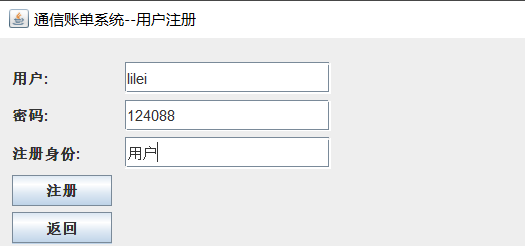 通信账单系统--用户注册
用户: lilei
密码: 124088
注册身份: 用户
注册
返回